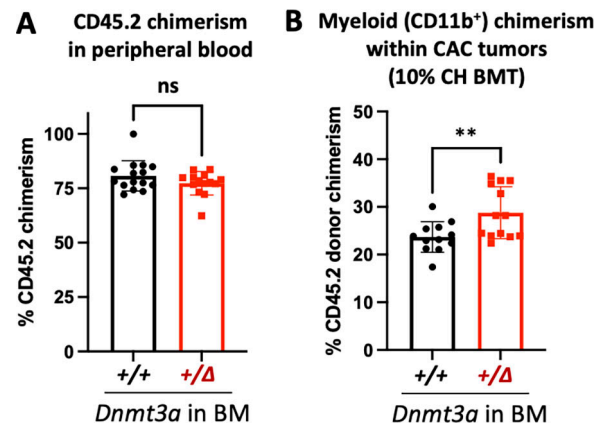 A
CD45.2 chimerism
in peripheral blood
ns
% CD45.2 chimerism
100
75
50
25
0
+/+
+/Δ
Dnmt3a in BM
B
Myeloid (CD11b⁺) chimerism
within CAC tumors
(10% CH BMT)
**
% CD45.2 donor chimerism
50
40
30
20
10
0
+/+
+/Δ
Dnmt3a in BM